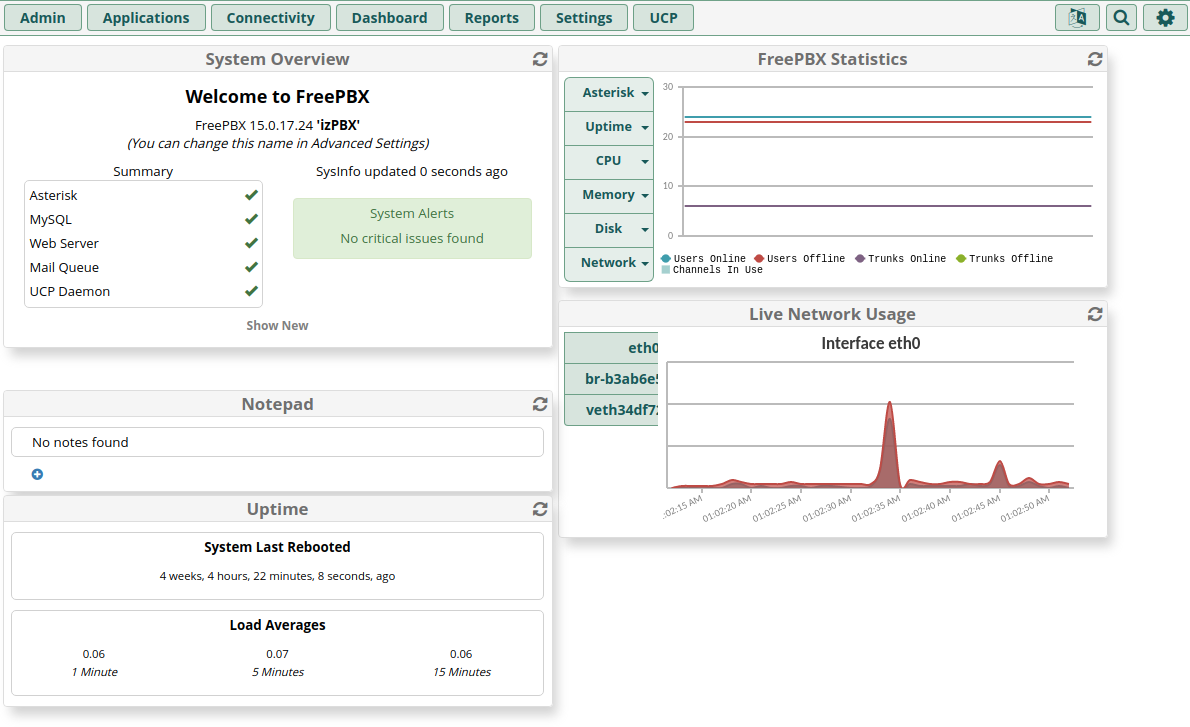 Admin Applications Connectivity Dashboard Reports Settings UCP
System Overview
Welcome to FreePBX
FreePBX 15.0.17.24 'izPBX'
(You can change this name in Advanced Settings)
Summary
SysInfo updated 0 seconds ago
Asterisk
MySQL
Web Server
Mail Queue
UCP Daemon
System Alerts
No critical issues found
Show New
Notepad
No notes found
Uptime
System Last Rebooted
4 weeks, 4 hours, 22 minutes, 8 seconds, ago
Load Averages
0.06 0.07 0.06
1 Minute 5 Minutes 15 Minutes
FreePBX Statistics
Asterisk
Uptime
CPU
Memory
Disk
Network
30
20
10
0
Users Online Users Offline Trunks Online Trunks Offline
Channels In Use
Live Network Usage
eth0
br-b3ab6e
veth34df7
Interface eth0
:02:15 AM 01:02:20 AM 01:02:25 AM 01:02:30 AM 01:02:35 AM 01:02:40 AM 01:02:45 AM 01:02:50 AM